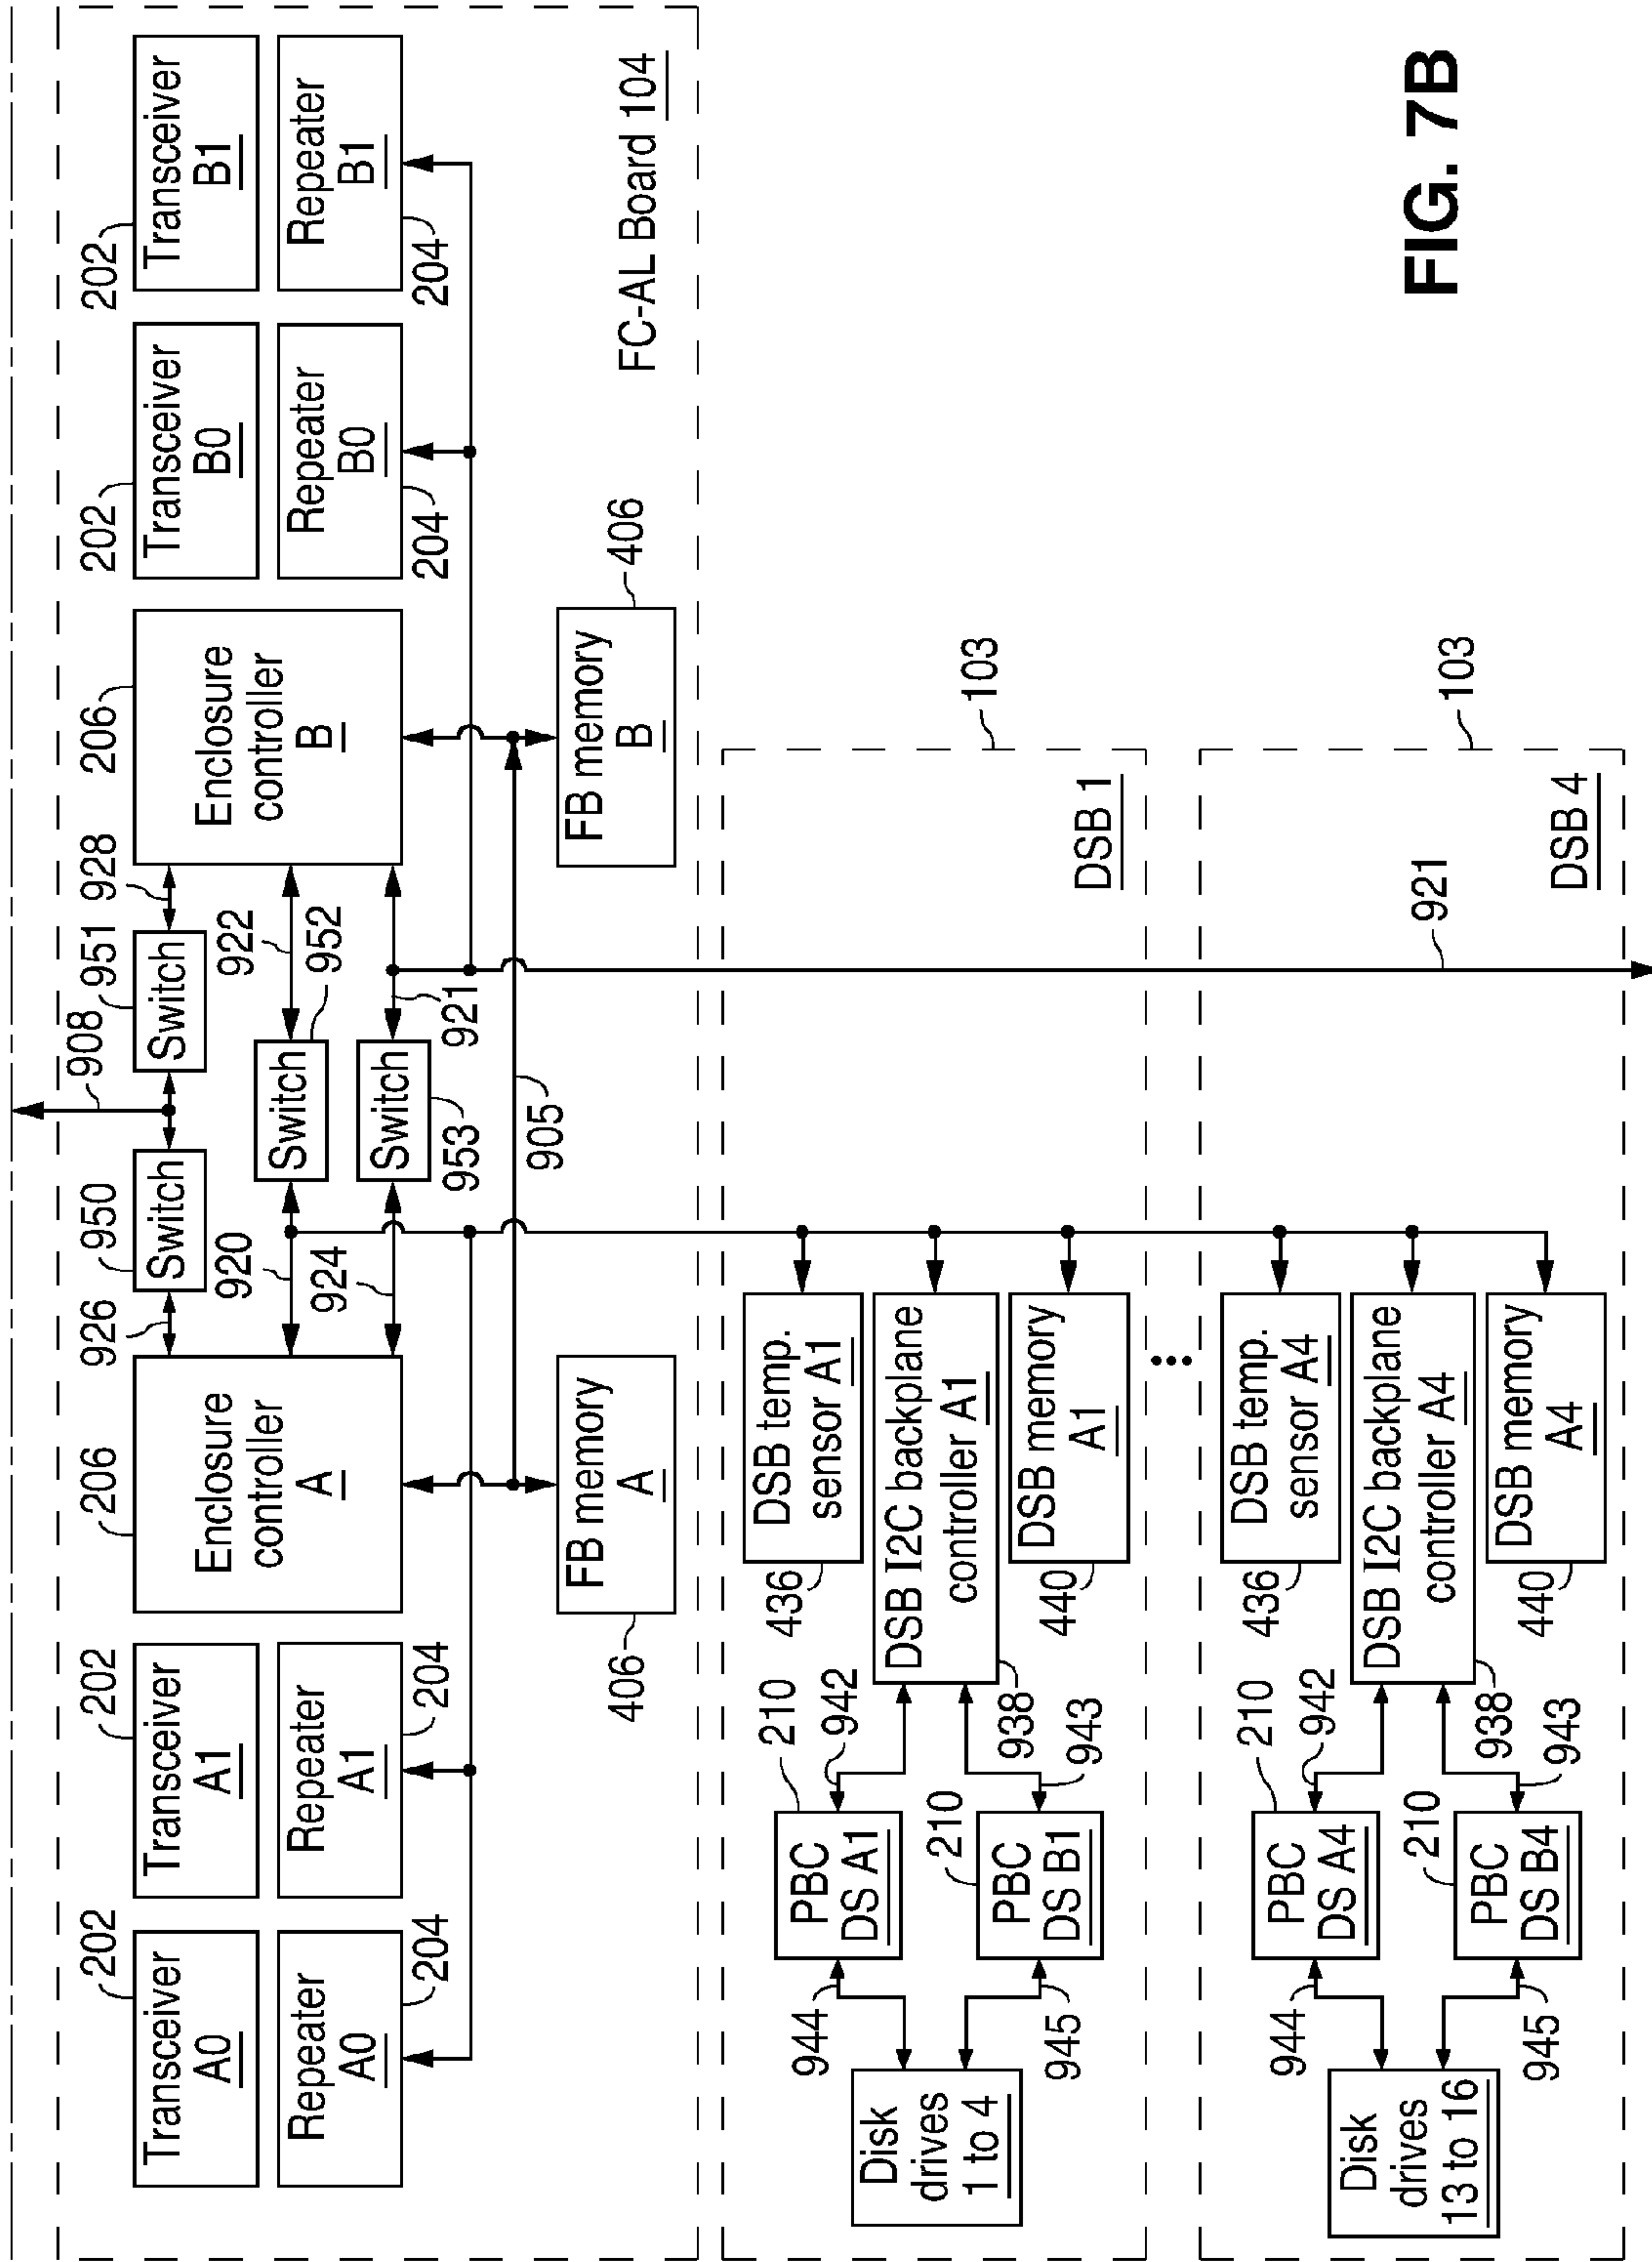 202
Transceiver
A0
202
Transceiver
A1
206
Enclosure
controller
A
926
950
Switch
908
Switch
951
928
206
Enclosure
controller
B
202
Transceiver
B0
202
Transceiver
B1
Repeater
A0
204
Repeater
A1
204
920
924
Switch
952
922
Switch
953
921
Repeater
B0
204
Repeater
B1
204
406
FB memory
A
905
FB memory
B
406
FC-AL Board 104
Disk
drives
1 to 4
944
945
PBC
DS A1
210
942
PBC
DS B1
210
943
436
DSB temp.
sensor A1
DSB I2C backplane
controller A1
938
DSB memory
A1
440
103
DSB 1
Disk
drives
13 to 16
944
945
PBC
DS A4
210
942
PBC
DS B4
210
943
436
DSB temp.
sensor A4
DSB I2C backplane
controller A4
938
DSB memory
A4
440
103
921
DSB 4
FIG. 7B